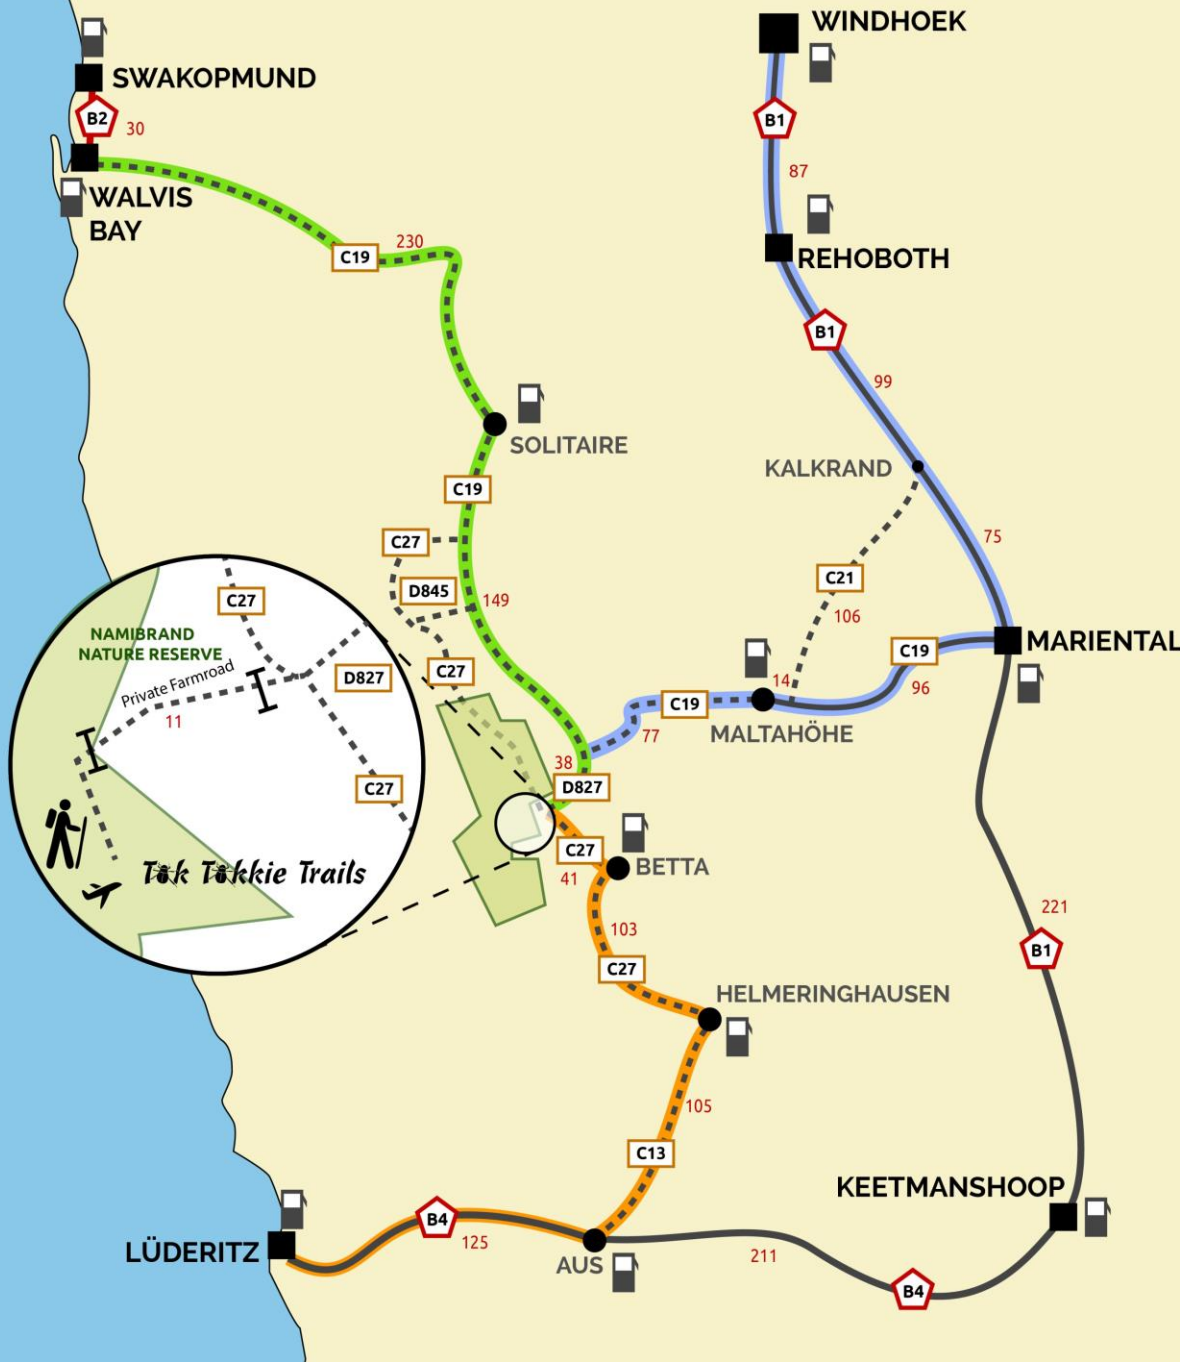 WINDHOEK
SWAKOPMUND
B2
30
B1
87
WALVIS
BAY
C19
230
REHOBOTH
B1
99
SOLITAIRE
KALKRAND
C19
C27
75
D845
149
C21
106
C27
MARIENTAL
C19
96
14
C19
MALTAHÖHE
77
38
D827
C27
41
BETTA
103
C27
HELMERINGHAUSEN
221
B1
105
C13
KEETMANSHOOP
B4
125
LÜDERITZ
AUS
211
B4
C27
NAMIBRAND
NATURE RESERVE
Private Farmroad
11
D827
C27
Tok Tokkie Trails